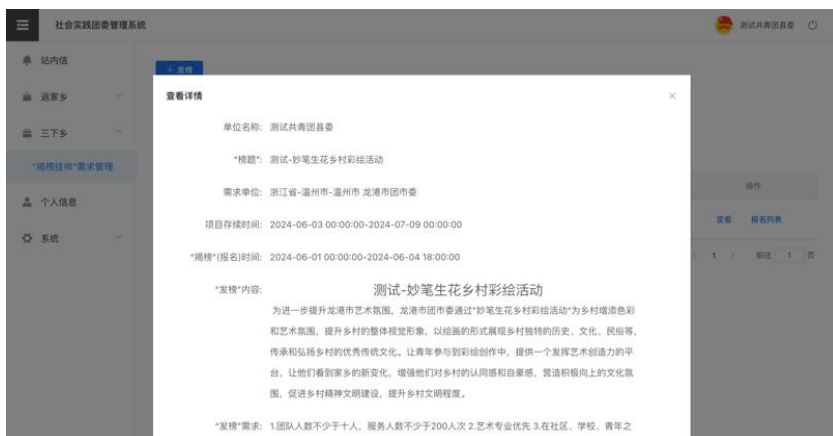 社会实践团委管理系统
测试共青团县委
站内信
+ 发榜
返家乡
查看详情
×
单位名称: 测试共青团县委
三下乡
"榜题": 测试-妙笔生花乡村彩绘活动
"揭榜挂帅"需求管理
需求单位: 浙江省-温州市-温州市 龙港市团市委
操作
个人信息
项目存续时间: 2024-06-03 00:00:00-2024-07-09 00:00:00
查看 报名列表
系统
"揭榜"(报名)时间: 2024-06-01 00:00:00-2024-06-04 18:00:00
< 1 > 前往 1 页
"发榜"内容: 测试-妙笔生花乡村彩绘活动
为进一步提升龙港市艺术氛围，龙港市团市委通过"妙笔生花乡村彩绘活动"为乡村增添色彩
和艺术氛围，提升乡村的整体视觉形象，以绘画的形式展现乡村独特的历史、文化、民俗等，
传承和弘扬乡村的优秀传统文化。让青年参与到彩绘创作中，提供一个发挥艺术创造力的平
台，让他们看到家乡的新变化，增强他们对乡村的认同感和自豪感，营造积极向上的文化氛
围，促进乡村精神文明建设，提升乡村文明程度。
"发榜"需求: 1.团队人数不少于十人，服务人数不少于200人次 2.艺术专业优先 3.在社区、学校、青年之